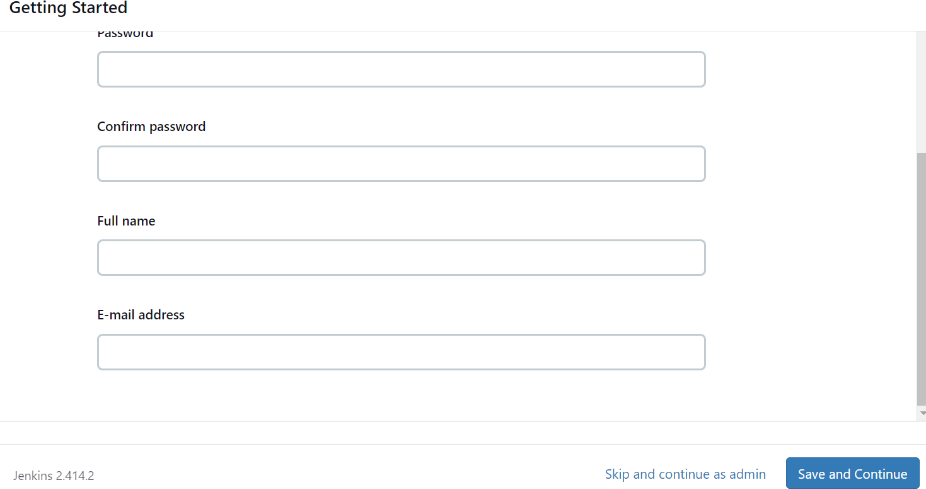 Getting Started
Password
Confirm password
Full name
E-mail address
Jenkins 2.414.2
Skip and continue as admin
Save and Continue